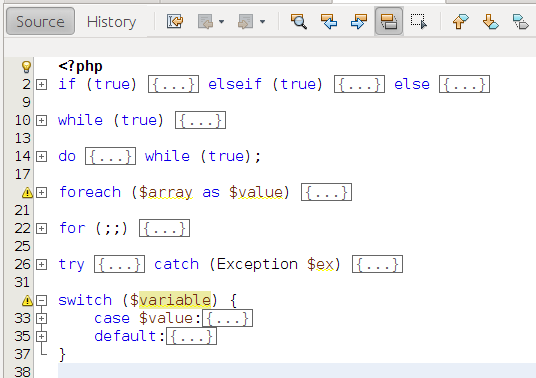 Source History
<?php
2 if (true) {...} elseif (true) {...} else {...}
9
10 while (true) {...}
13
14 do {...} while (true);
17
foreach ($array as $value) {...}
21
22 for (;;) {...}
25
26 try {...} catch (Exception $ex) {...}
31
switch ($variable) {
33 case $value:{...}
35 default:{...}
37 }
38